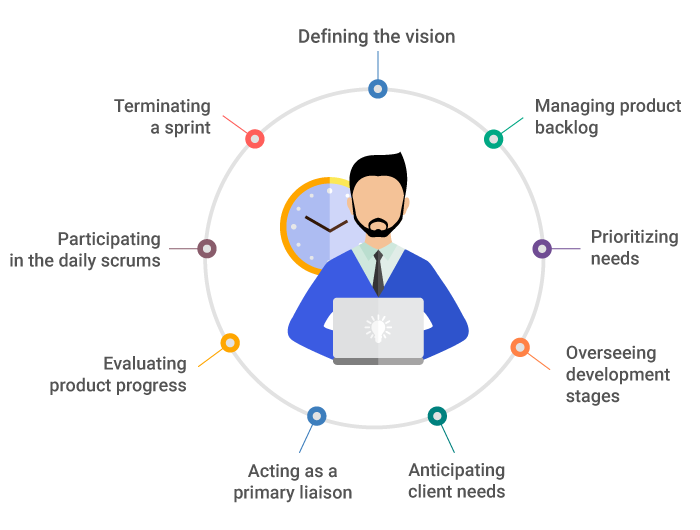 Defining the vision
Managing product
backlog
Prioritizing
needs
Overseeing
development
stages
Anticipating
client needs
Acting as a
primary liaison
Evaluating
product progress
Participating
in the daily scrums
Terminating
a sprint